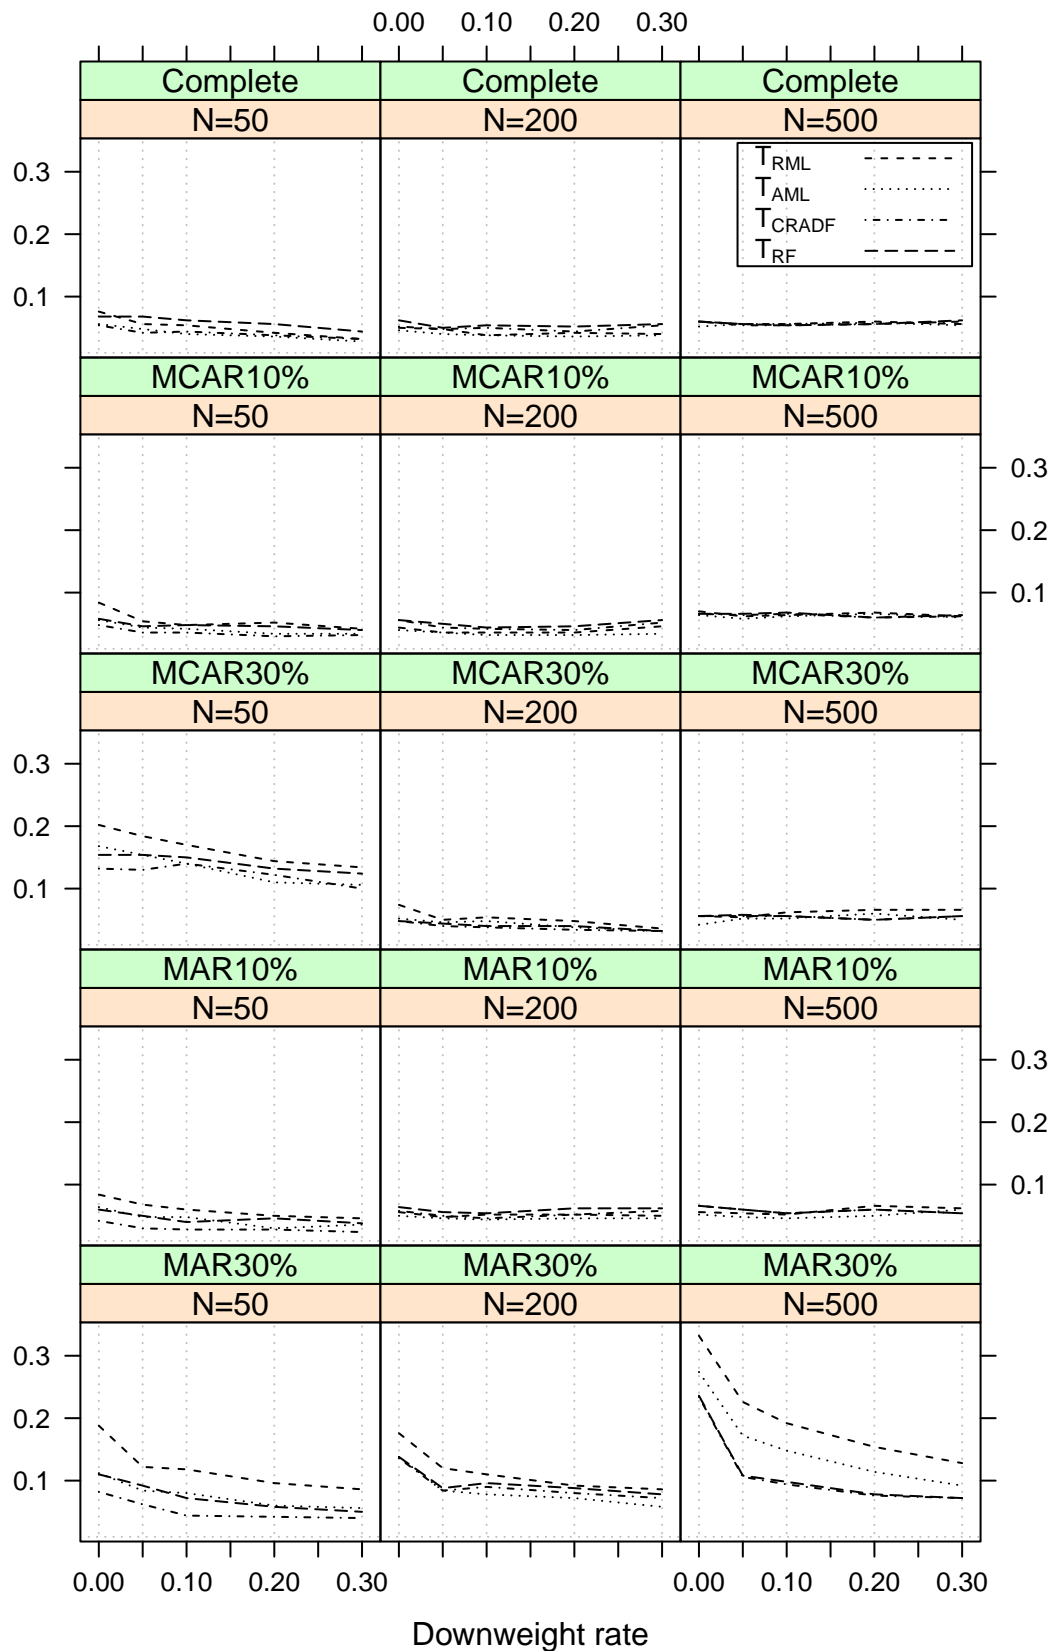 0.00 0.10 0.20 0.30
Complete Complete Complete
N=50 N=200 N=500
T_RML
T_AML
T_CRADF
T_RF
0.3
0.2
0.1
MCAR10% MCAR10% MCAR10%
N=50 N=200 N=500
0.3
0.2
0.1
MCAR30% MCAR30% MCAR30%
N=50 N=200 N=500
0.3
0.2
0.1
MAR10% MAR10% MAR10%
N=50 N=200 N=500
0.3
0.2
0.1
MAR30% MAR30% MAR30%
N=50 N=200 N=500
0.3
0.2
0.1
0.00 0.10 0.20 0.30 0.00 0.10 0.20 0.30
Downweight rate